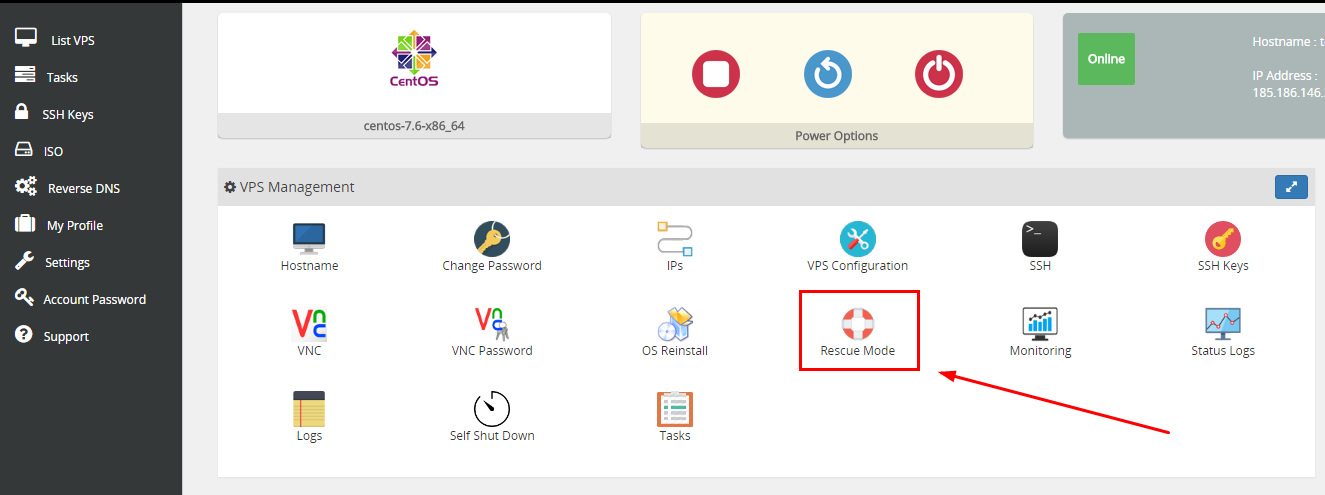 List VPS
Tasks
SSH Keys
ISO
Reverse DNS
My Profile
Settings
Account Password
Support
CentOS
centos-7.6-x86_64
Power Options
Online
Hostname : t
IP Address :
185.186.146.
VPS Management
Hostname
Change Password
IPs
VPS Configuration
>_
SSH
SSH Keys
Vnc
VNC
Vnc
VNC Password
OS Reinstall
Rescue Mode
Monitoring
Status Logs
Logs
Self Shut Down
Tasks